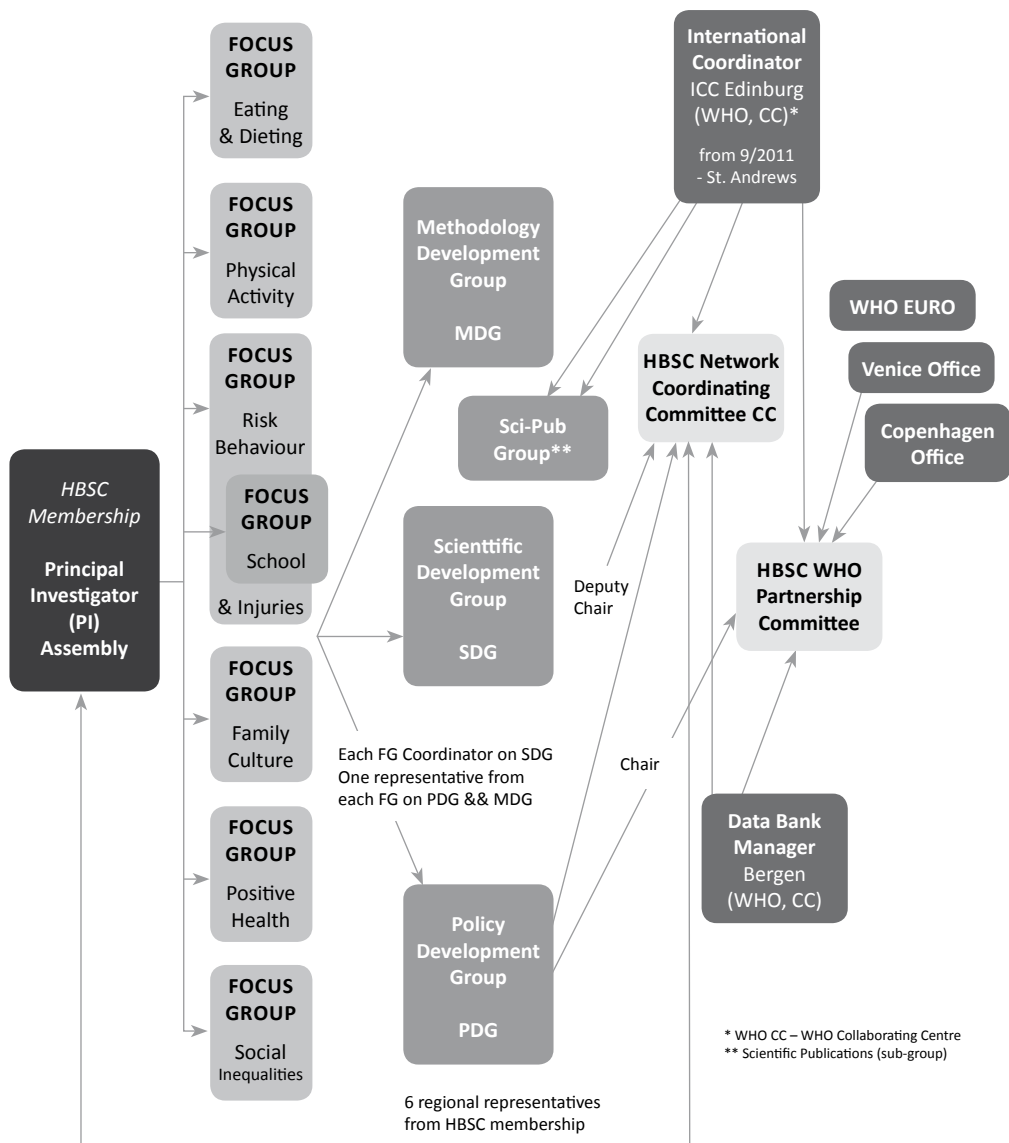 HBSC
Membership
Principal
Investigator
(PI)
Assembly
FOCUS
GROUP
Eating
& Dieting
FOCUS
GROUP
Physical
Activity
FOCUS
GROUP
Risk
Behaviour
FOCUS
GROUP
School
& Injuries
FOCUS
GROUP
Family
Culture
FOCUS
GROUP
Positive
Health
FOCUS
GROUP
Social
Inequalities
Methodology
Development
Group
MDG
Sci-Pub
Group**
Scienttific
Development
Group
SDG
Each FG Coordinator on SDG
One representative from
each FG on PDG && MDG
Policy
Development
Group
PDG
6 regional representatives
from HBSC membership
International
Coordinator
ICC Edinburg
(WHO, CC)*
from 9/2011
- St. Andrews
HBSC Network
Coordinating
Committee CC
Deputy
Chair
Chair
WHO EURO
Venice Office
Copenhagen
Office
HBSC WHO
Partnership
Committee
Data Bank
Manager
Bergen
(WHO, CC)
* WHO CC – WHO Collaborating Centre
** Scientific Publications (sub-group)